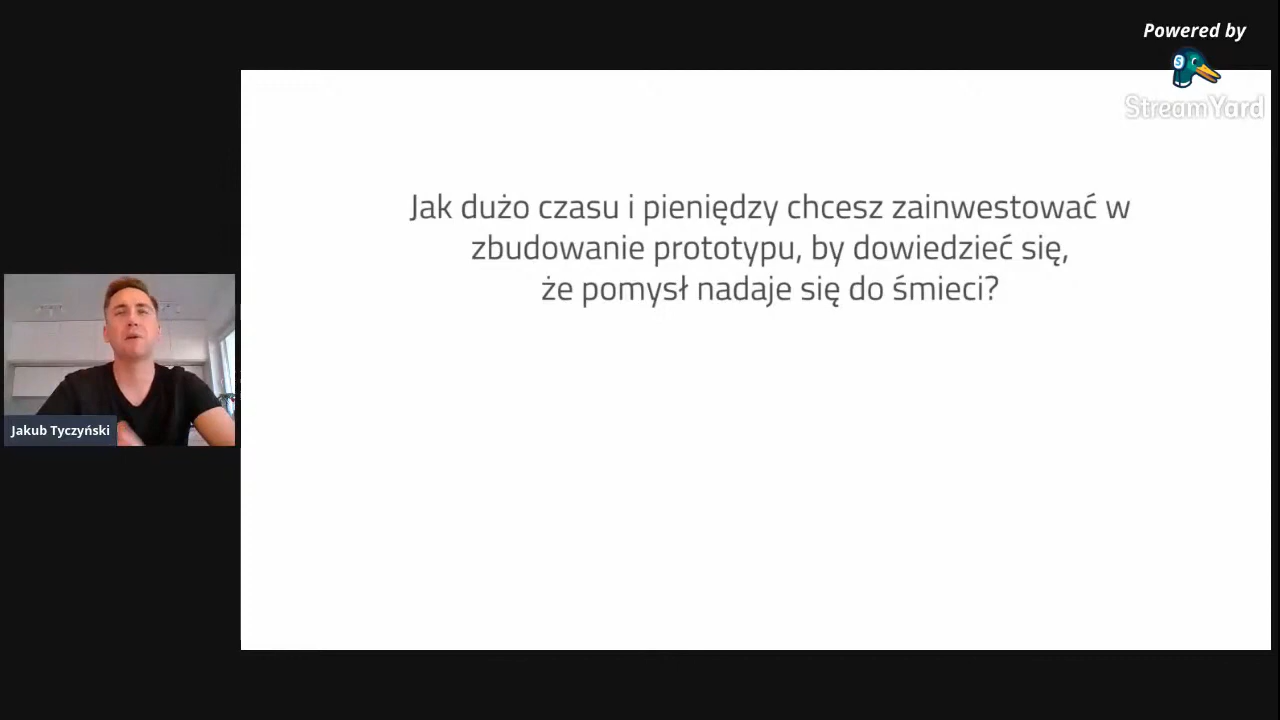 Powered by
StreamYard
Jak dużo czasu i pieniędzy chcesz zainwestować w
zbudowanie prototypu, by dowiedzieć się,
że pomysł nadaje się do śmieci?
Jakub Tyczyński